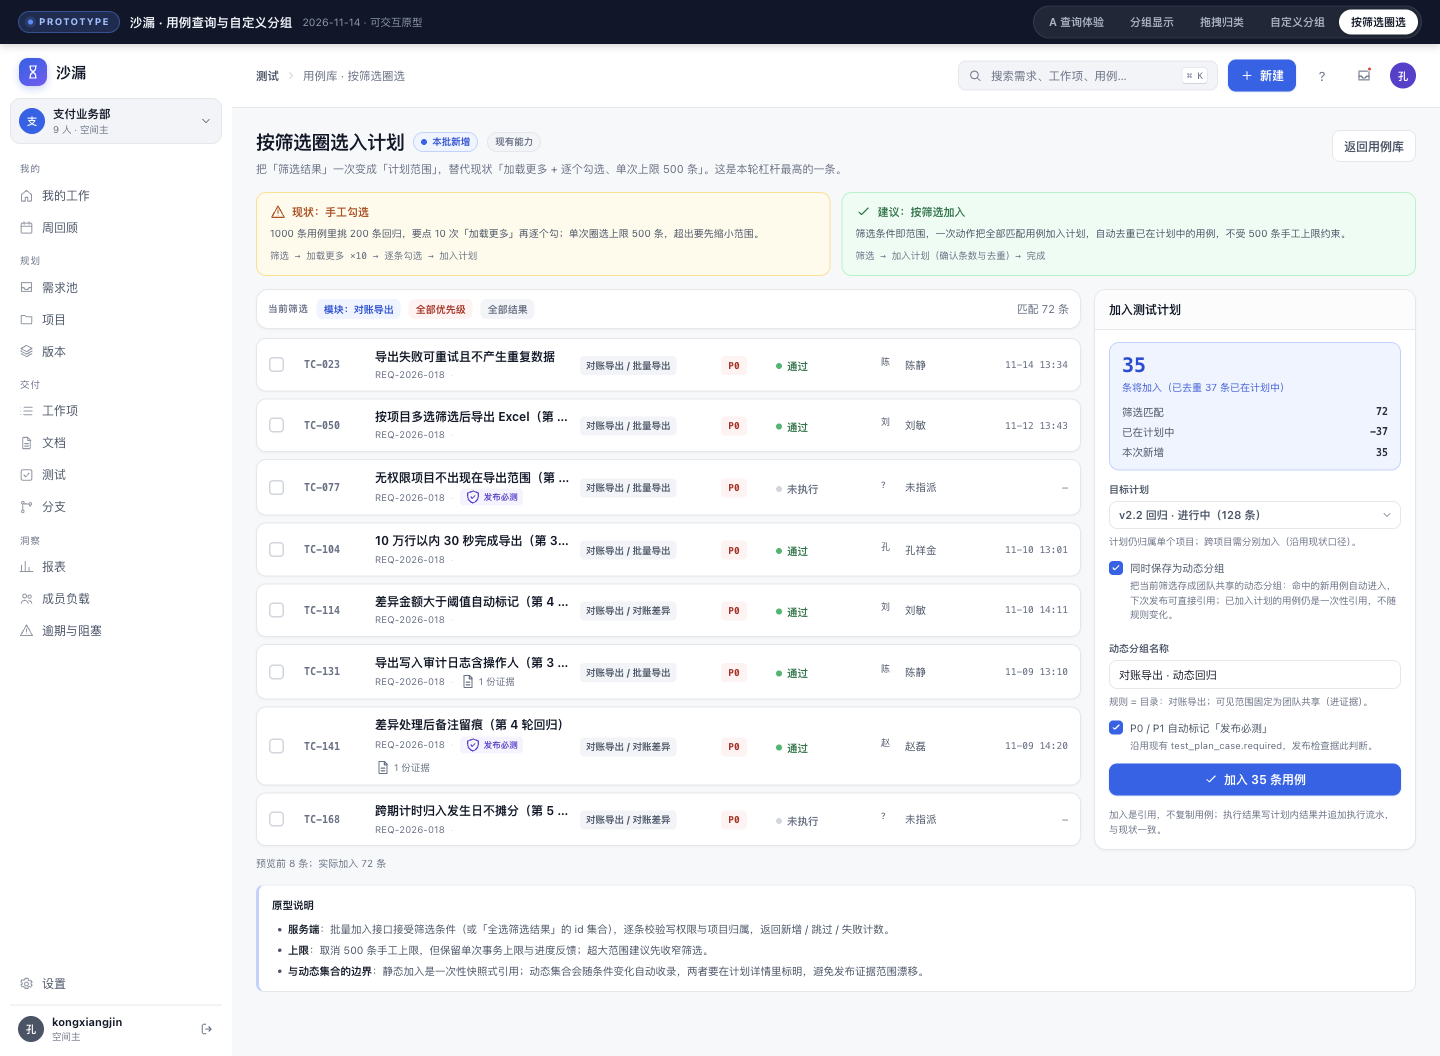 PROTOTYPE 沙漏 · 用例查询与自定义分组 2026-11-14 · 可交互原型 A 查询体验 分组显示 拖拽归类 自定义分组 按筛选圈选
沙漏
测试 用例库 · 按筛选圈选 搜索需求、工作项、用例… ⌘ K 新建 ? 孔
支 支付业务部
9 人 · 空间主
我的
我的工作
周回顾
规划
需求池
项目
版本
交付
工作项
文档
测试
分支
洞察
报表
成员负载
逾期与阻塞
设置
孔 kongxiangjin
空间主
按筛选圈选入计划 本批新增 现有能力 返回用例库
把「筛选结果」一次变成「计划范围」，替代现状「加载更多 + 逐个勾选、单次上限 500 条」。这是本轮杠杆最高的一条。
现状：手工勾选
1000 条用例里挑 200 条回归，要点 10 次「加载更多」再逐个勾；单次圈选上限 500 条，超出要先缩小范围。
筛选 → 加载更多 ×10 → 逐条勾选 → 加入计划
建议：按筛选加入
筛选条件即范围，一次动作把全部匹配用例加入计划，自动去重已在计划中的用例，不受 500 条手工上限约束。
筛选 → 加入计划（确认条数与去重）→ 完成
当前筛选 模块：对账导出 全部优先级 全部结果 匹配 72 条
TC-023 导出失败可重试且不产生重复数据 对账导出 / 批量导出 P0 通过 陈 陈静 11-14 13:34
REQ-2026-018 ·
TC-050 按项目多选筛选后导出 Excel（第 … 对账导出 / 批量导出 P0 通过 刘 刘敏 11-12 13:43
REQ-2026-018 ·
TC-077 无权限项目不出现在导出范围（第 … 对账导出 / 批量导出 P0 未执行 ? 未指派 —
REQ-2026-018 · 发布必测
TC-104 10 万行以内 30 秒完成导出（第 3… 对账导出 / 批量导出 P0 通过 孔 孔祥金 11-10 13:01
REQ-2026-018 ·
TC-114 差异金额大于阈值自动标记（第 4 … 对账导出 / 对账差异 P0 通过 刘 刘敏 11-10 14:11
REQ-2026-018 ·
TC-131 导出写入审计日志含操作人（第 3 … 对账导出 / 批量导出 P0 通过 陈 陈静 11-09 13:10
REQ-2026-018 · 1 份证据
TC-141 差异处理后备注留痕（第 4 轮回归） 对账导出 / 对账差异 P0 通过 赵 赵磊 11-09 14:20
REQ-2026-018 · 发布必测
1 份证据
TC-168 跨期计时归入发生日不摊分（第 5 … 对账导出 / 对账差异 P0 未执行 ? 未指派 —
REQ-2026-018 ·
预览前 8 条；实际加入 72 条
加入测试计划
35
条将加入（已去重 37 条已在计划中）
筛选匹配 72
已在计划中 −37
本次新增 35
目标计划
v2.2 回归 · 进行中（128 条）
计划仍归属单个项目；跨项目需分别加入（沿用现状口径）。
同时保存为动态分组
把当前筛选存成团队共享的动态分组：命中的新用例自动进入，
下次发布可直接引用；已加入计划的用例仍是一次性引用，不随
规则变化。
动态分组名称
对账导出 · 动态回归
规则 = 目录：对账导出；可见范围固定为团队共享（进证据）。
P0 / P1 自动标记「发布必测」
沿用现有 test_plan_case.required，发布检查据此判断。
加入 35 条用例
加入是引用，不复制用例；执行结果写计划内结果并追加执行流水，
与现状一致。
原型说明
• 服务端：批量加入接口接受筛选条件（或「全选筛选结果」的 id 集合），逐条校验写权限与项目归属，返回新增 / 跳过 / 失败计数。
• 上限：取消 500 条手工上限，但保留单次事务上限与进度反馈；超大范围建议先收窄筛选。
• 与动态集合的边界：静态加入是一次性快照式引用；动态集合会随条件变化自动收录，两者要在计划详情里标明，避免发布证据范围漂移。